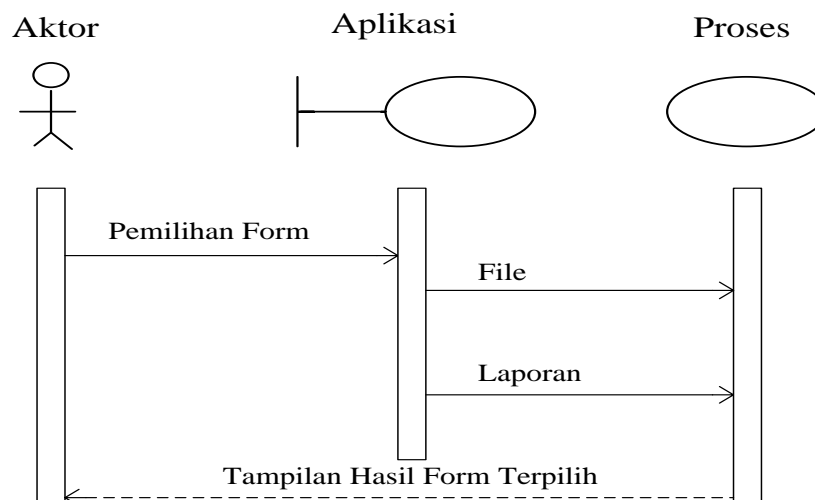 Aktor
Aplikasi
Proses
Pemilihan Form
File
Laporan
Tampilan Hasil Form Terpilih